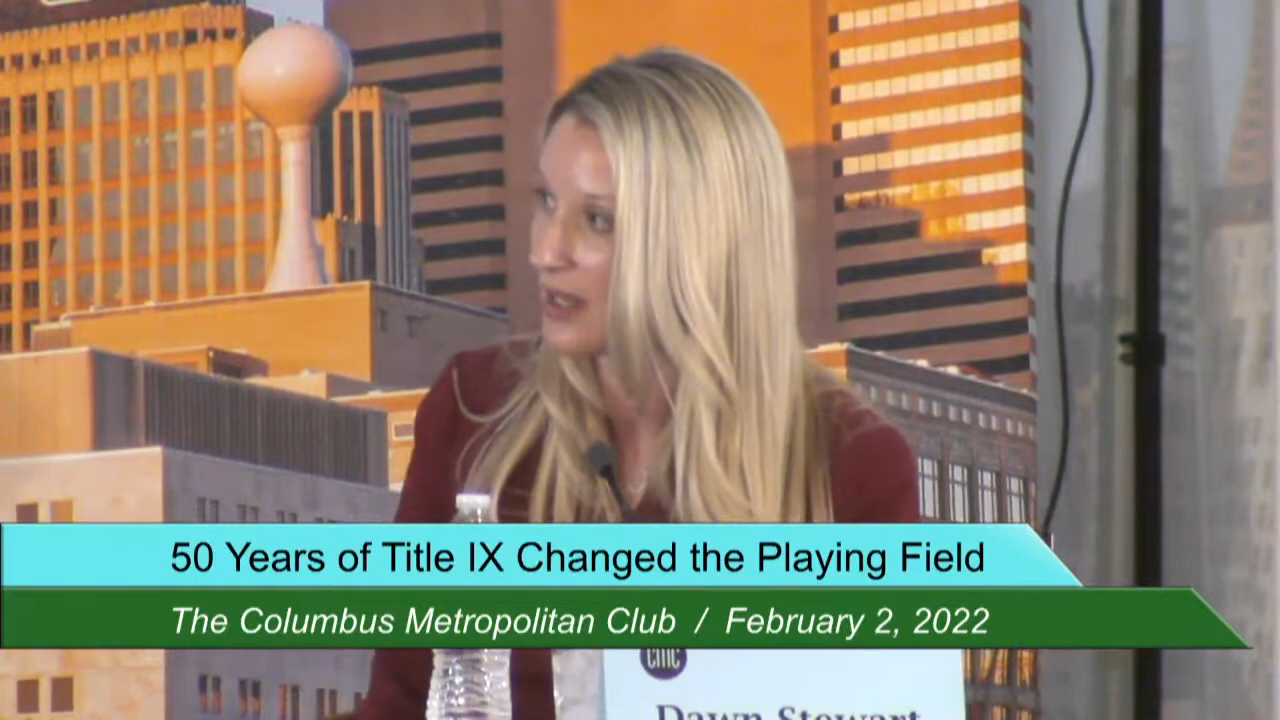 50 Years of Title IX Changed the Playing Field
The Columbus Metropolitan Club / February 2, 2022
cmc
Dawn Stewart